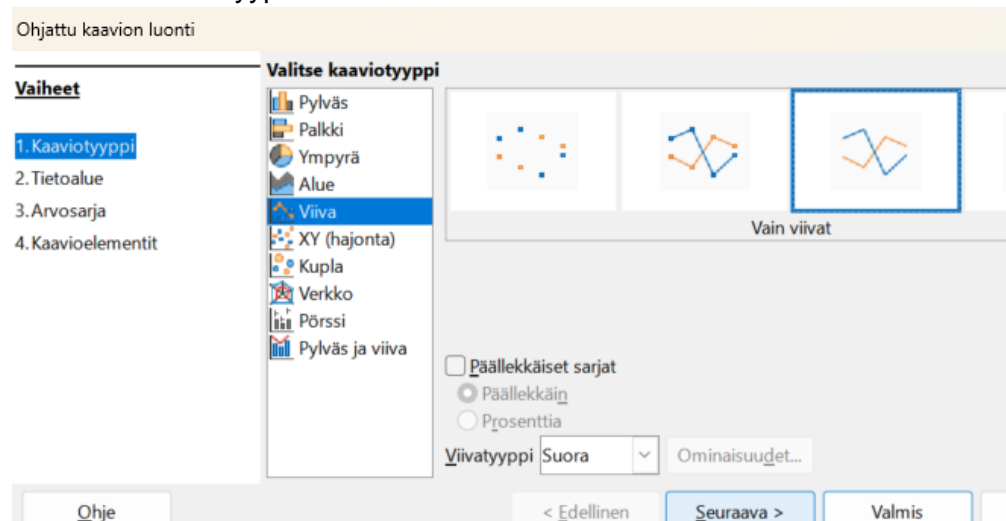 Ohjattu kaavion luonti
Vaiheet
1. Kaaviotyyppi
2. Tietoalue
3. Arvosarja
4. Kaavioelementit
Valitse kaaviotyyppi
Pylväs
Palkki
Ympyrä
Alue
Viiva
XY (hajonta)
Kupla
Verkko
Pörssi
Pylväs ja viiva
Vain viivat
Päällekkäiset sarjat
Päällekkäin
Prosenttia
Viivatyyppi Suora Ominaisuudet...
Ohje < Edellinen Seuraava > Valmis